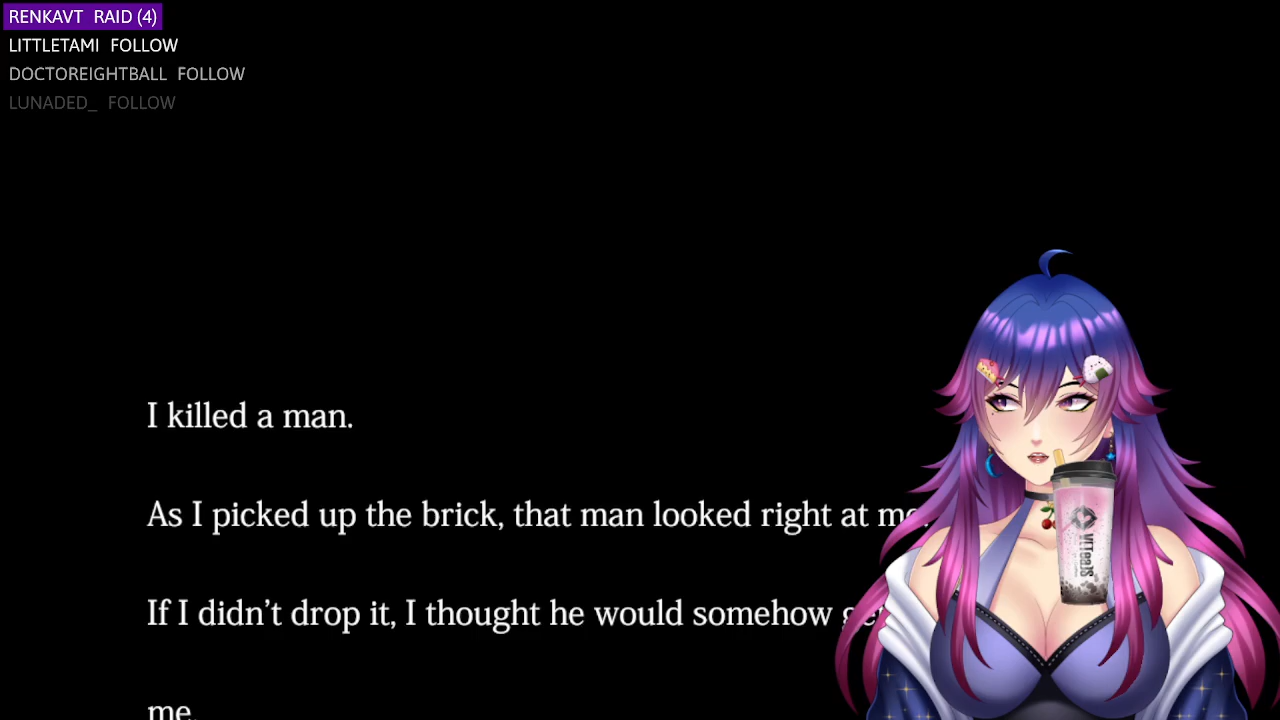 RENKAVT RAID (4)
LITTLETAMI FOLLOW
DOCTOREIGHTBALL FOLLOW
LUNADED_ FOLLOW
I killed a man.
As I picked up the brick, that man looked right at me.
If I didn’t drop it, I thought he would somehow
me.